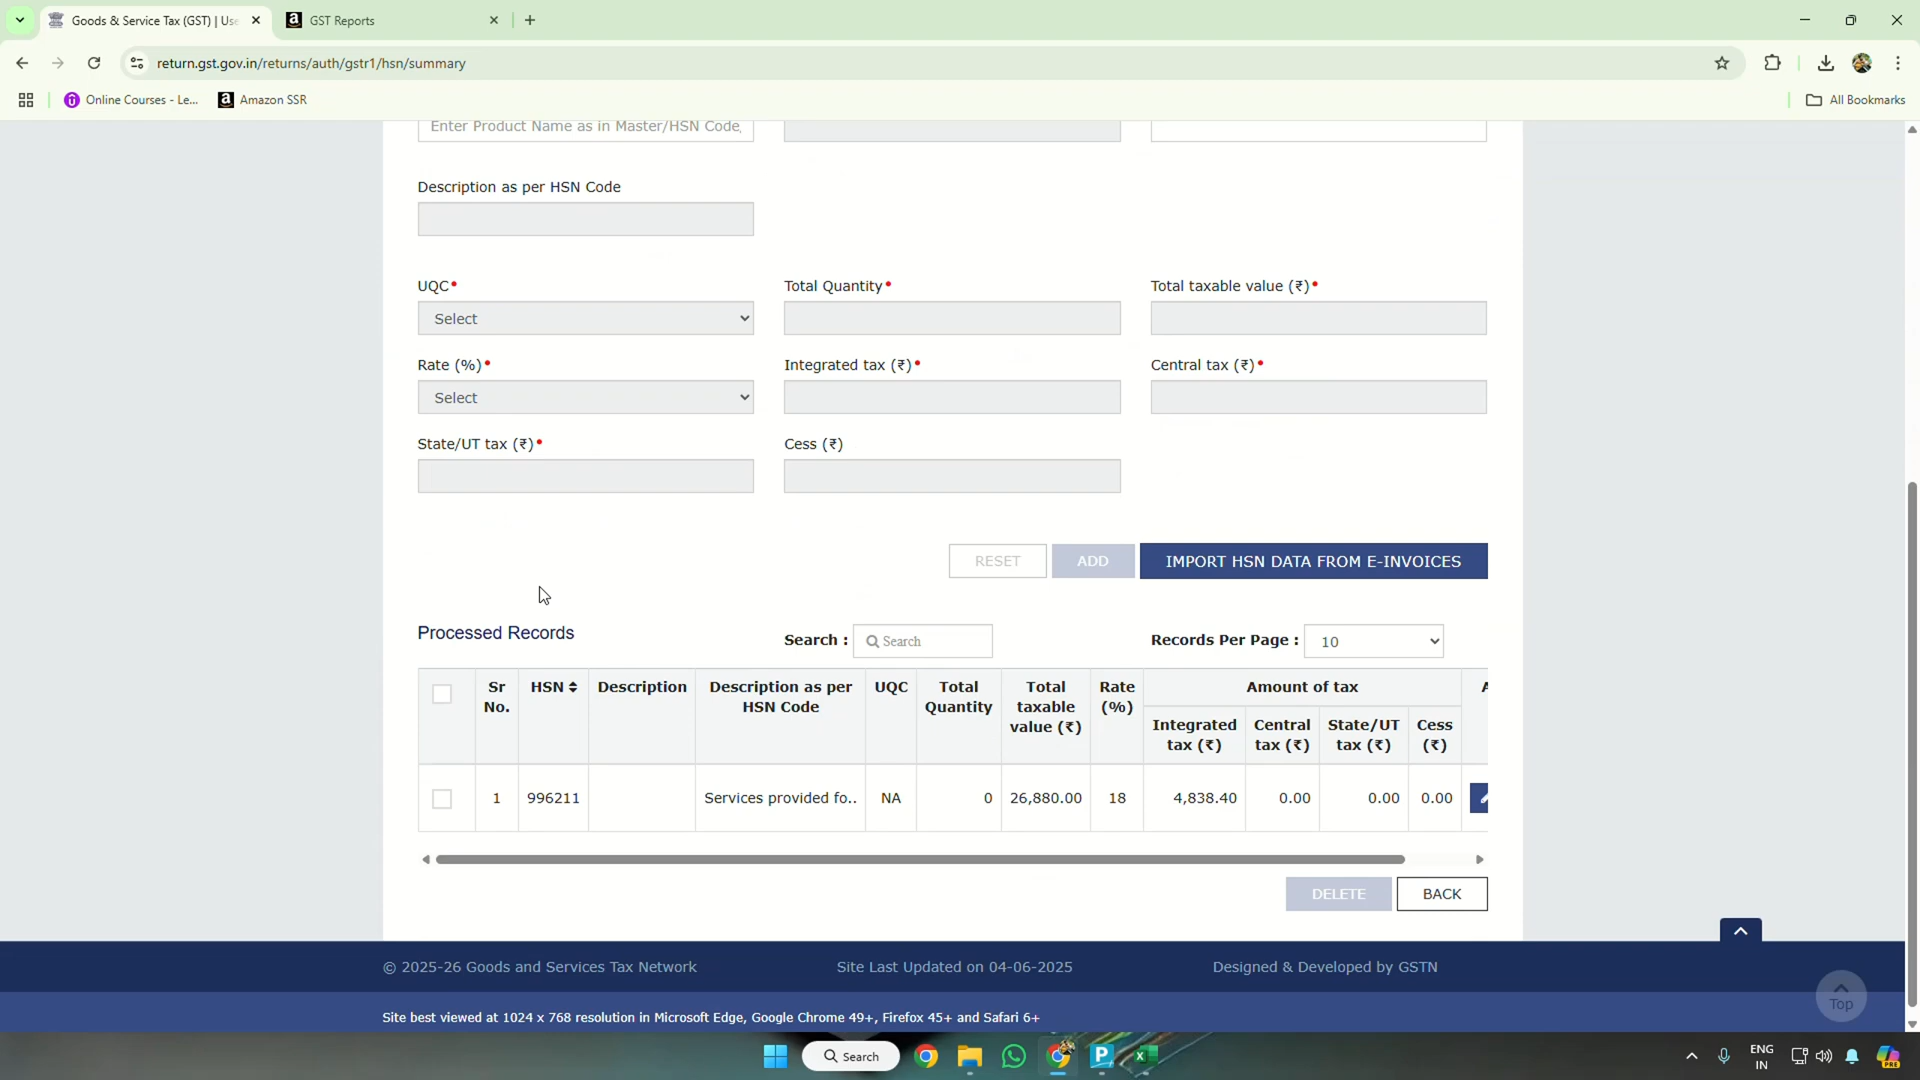 Goods & Service Tax (GST) | Use
GST Reports
return.gst.gov.in/returns/auth/gstr1/hsn/summary
Online Courses - Le...
Amazon SSR
All Bookmarks
Enter Product Name as in Master/HSN Code,
Description as per HSN Code
UQC• Total Quantity• Total taxable value (₹)•
Select
Rate (%)• Integrated tax (₹)• Central tax (₹)•
Select
State/UT tax (₹)• Cess (₹)
RESET ADD IMPORT HSN DATA FROM E-INVOICES
Processed Records Search : Search Records Per Page : 10
Sr No. HSN Description Description as per HSN Code UQC Total Quantity Total taxable value (₹) Rate (%) Amount of tax
Integrated tax (₹) Central tax (₹) State/UT tax (₹) Cess (₹)
1 996211 Services provided fo.. NA 0 26,880.00 18 4,838.40 0.00 0.00 0.00
DELETE BACK
© 2025-26 Goods and Services Tax Network Site Last Updated on 04-06-2025 Designed & Developed by GSTN
Top
Site best viewed at 1024 x 768 resolution in Microsoft Edge, Google Chrome 49+, Firefox 45+ and Safari 6+
Search
ENG
IN
PRE